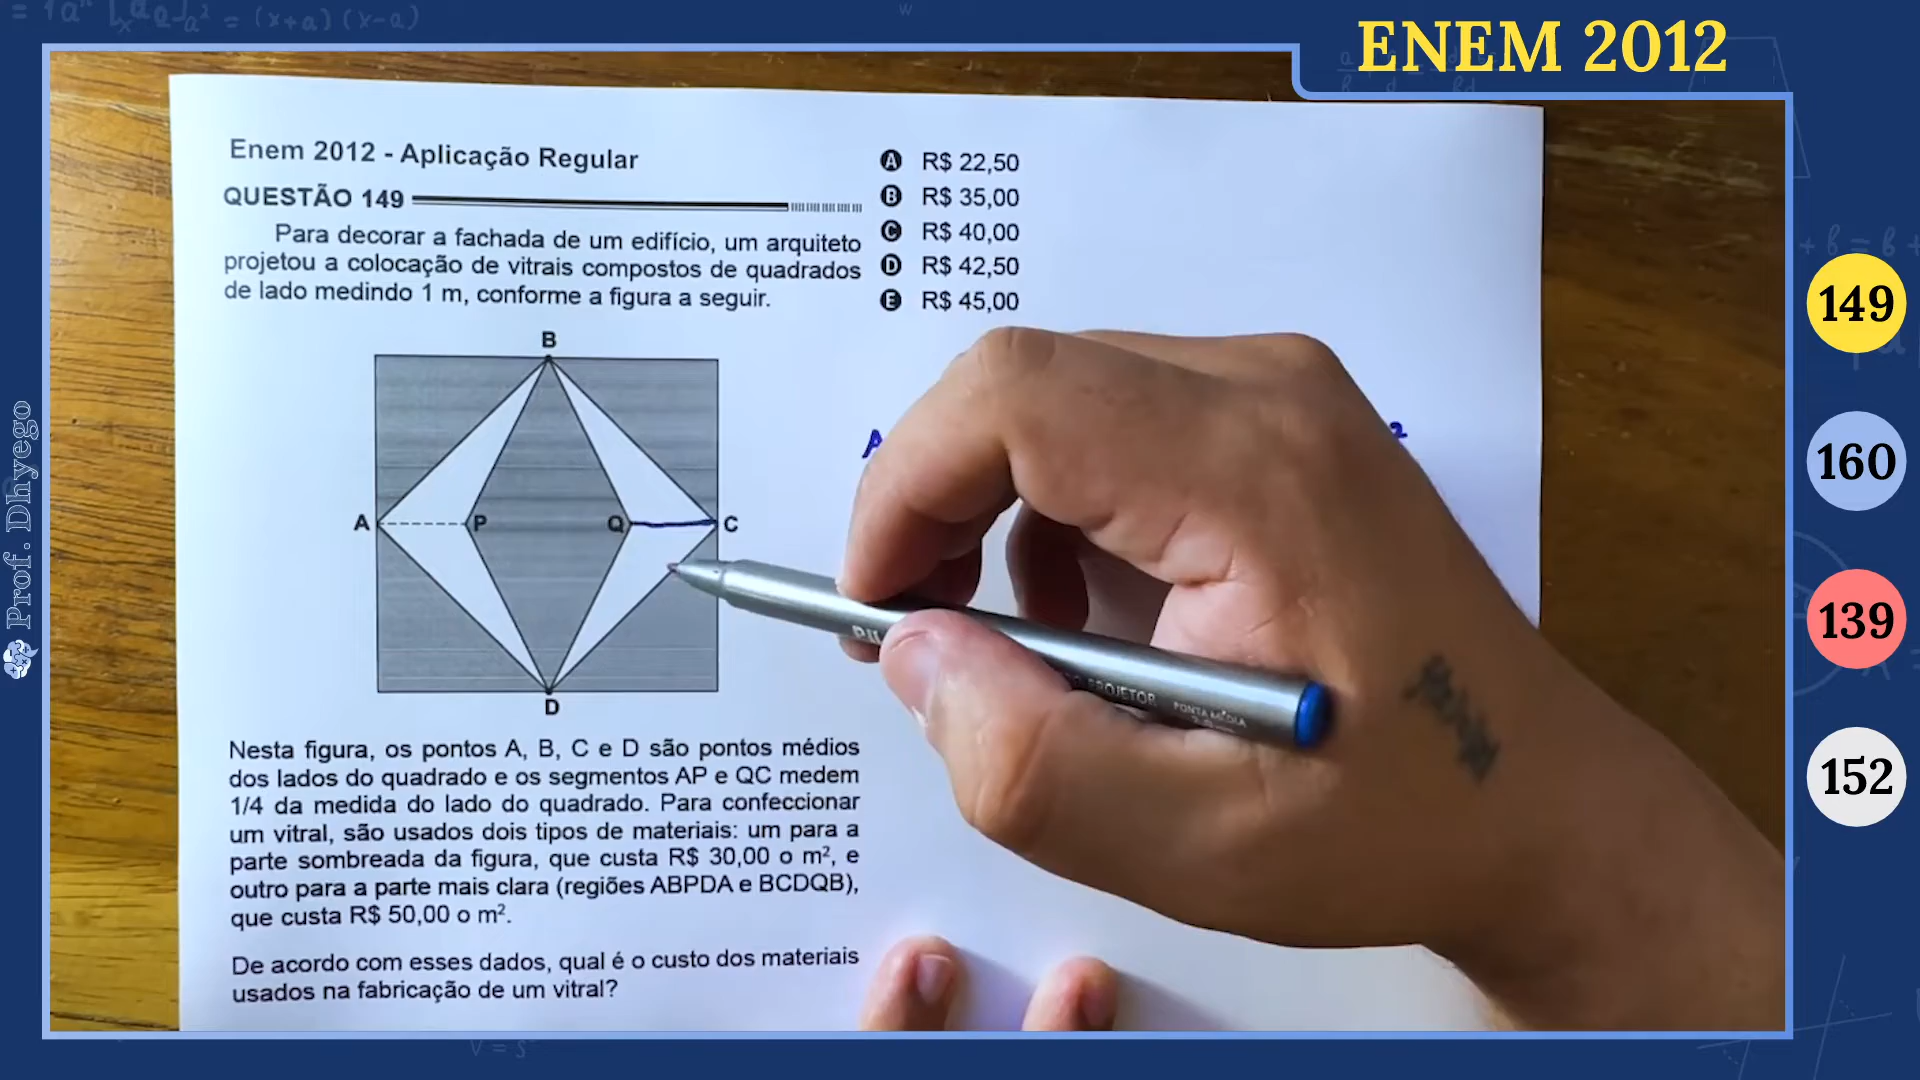 ENEM 2012
Enem 2012 - Aplicação Regular
QUESTÃO 149
Para decorar a fachada de um edifício, um arquiteto
projetou a colocação de vitrais compostos de quadrados
de lado medindo 1 m, conforme a figura a seguir.
B
A P Q C
D
Nesta figura, os pontos A, B, C e D são pontos médios
dos lados do quadrado e os segmentos AP e QC medem
1/4 da medida do lado do quadrado. Para confeccionar
um vitral, são usados dois tipos de materiais: um para a
parte sombreada da figura, que custa R$ 30,00 o m², e
outro para a parte mais clara (regiões ABPDA e BCDQB),
que custa R$ 50,00 o m².
De acordo com esses dados, qual é o custo dos materiais
usados na fabricação de um vitral?
A R$ 22,50
B R$ 35,00
C R$ 40,00
D R$ 42,50
E R$ 45,00
A
2
PROJETOR
PONTA MÉDIA
149
160
139
152
Prof. Dhyego
= (x+a) (x-a)